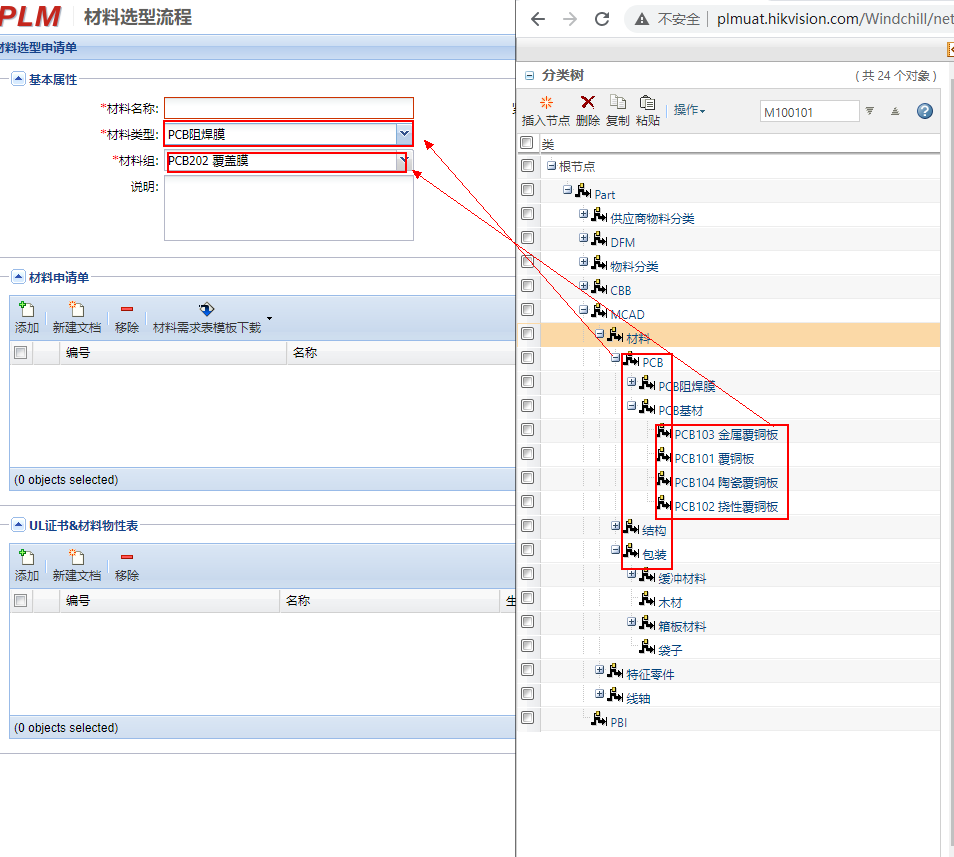 PLM 材料选型流程
材料选型申请单
基本属性
*材料名称:
*材料类型: PCB阻焊膜
*材料组: PCB202 覆盖膜
说明:
材料申请单
添加 新建文档 移除 材料需求表模板下载
编号 名称
(0 objects selected)
UL证书&材料物性表
添加 新建文档 移除
编号 名称
(0 objects selected)
不安全 | plmuat.hikvision.com/Windchill/net
分类树 ( 共 24 个对象 )
插入节点 删除 复制 粘贴 操作 M100101
类
根节点
Part
供应商物料分类
DFM
物料分类
CBB
MCAD
材料
PCB
PCB阻焊膜
PCB基材
PCB103 金属覆铜板
PCB101 覆铜板
PCB104 陶瓷覆铜板
PCB102 挠性覆铜板
结构
包装
缓冲材料
木材
箱板材料
袋子
特征零件
线轴
PBI